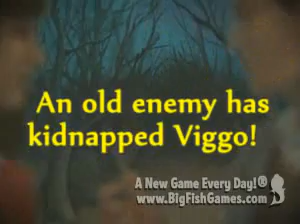 An old enemy has
kidnapped Viggo!
A New Game Every Day!®
www.BigFishGames.com